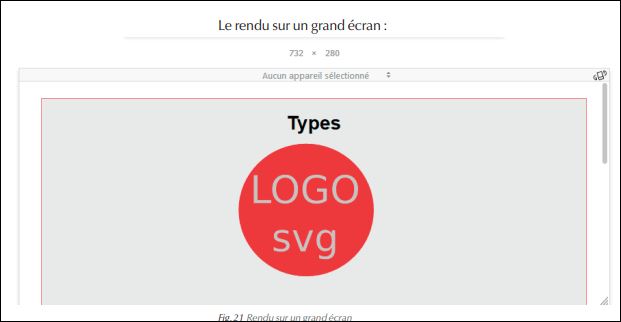 Le rendu sur un grand écran :
732 × 280
Aucun appareil sélectionné
Types
LOGO
svg
Fig. 21 Rendu sur un grand écran